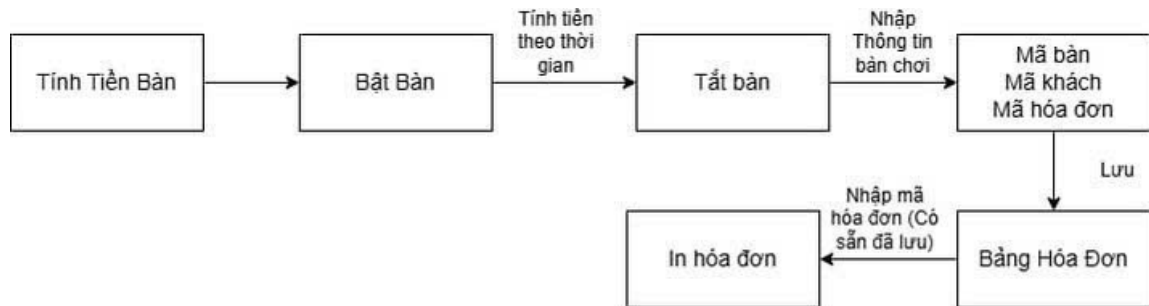 Tính Tiền Bàn
Bật Bàn
Tính tiền
theo thời
gian
Tắt bàn
Nhập
Thông tin
bàn chơi
Mã bàn
Mã khách
Mã hóa đơn
Lưu
Bảng Hóa Đơn
Nhập mã
hóa đơn (Có
sẵn đã lưu)
In hóa đơn